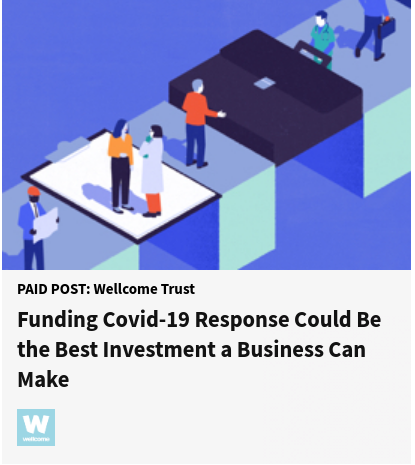 PAID POST: Wellcome Trust
Funding Covid-19 Response Could Be
the Best Investment a Business Can
Make
W
wellcome